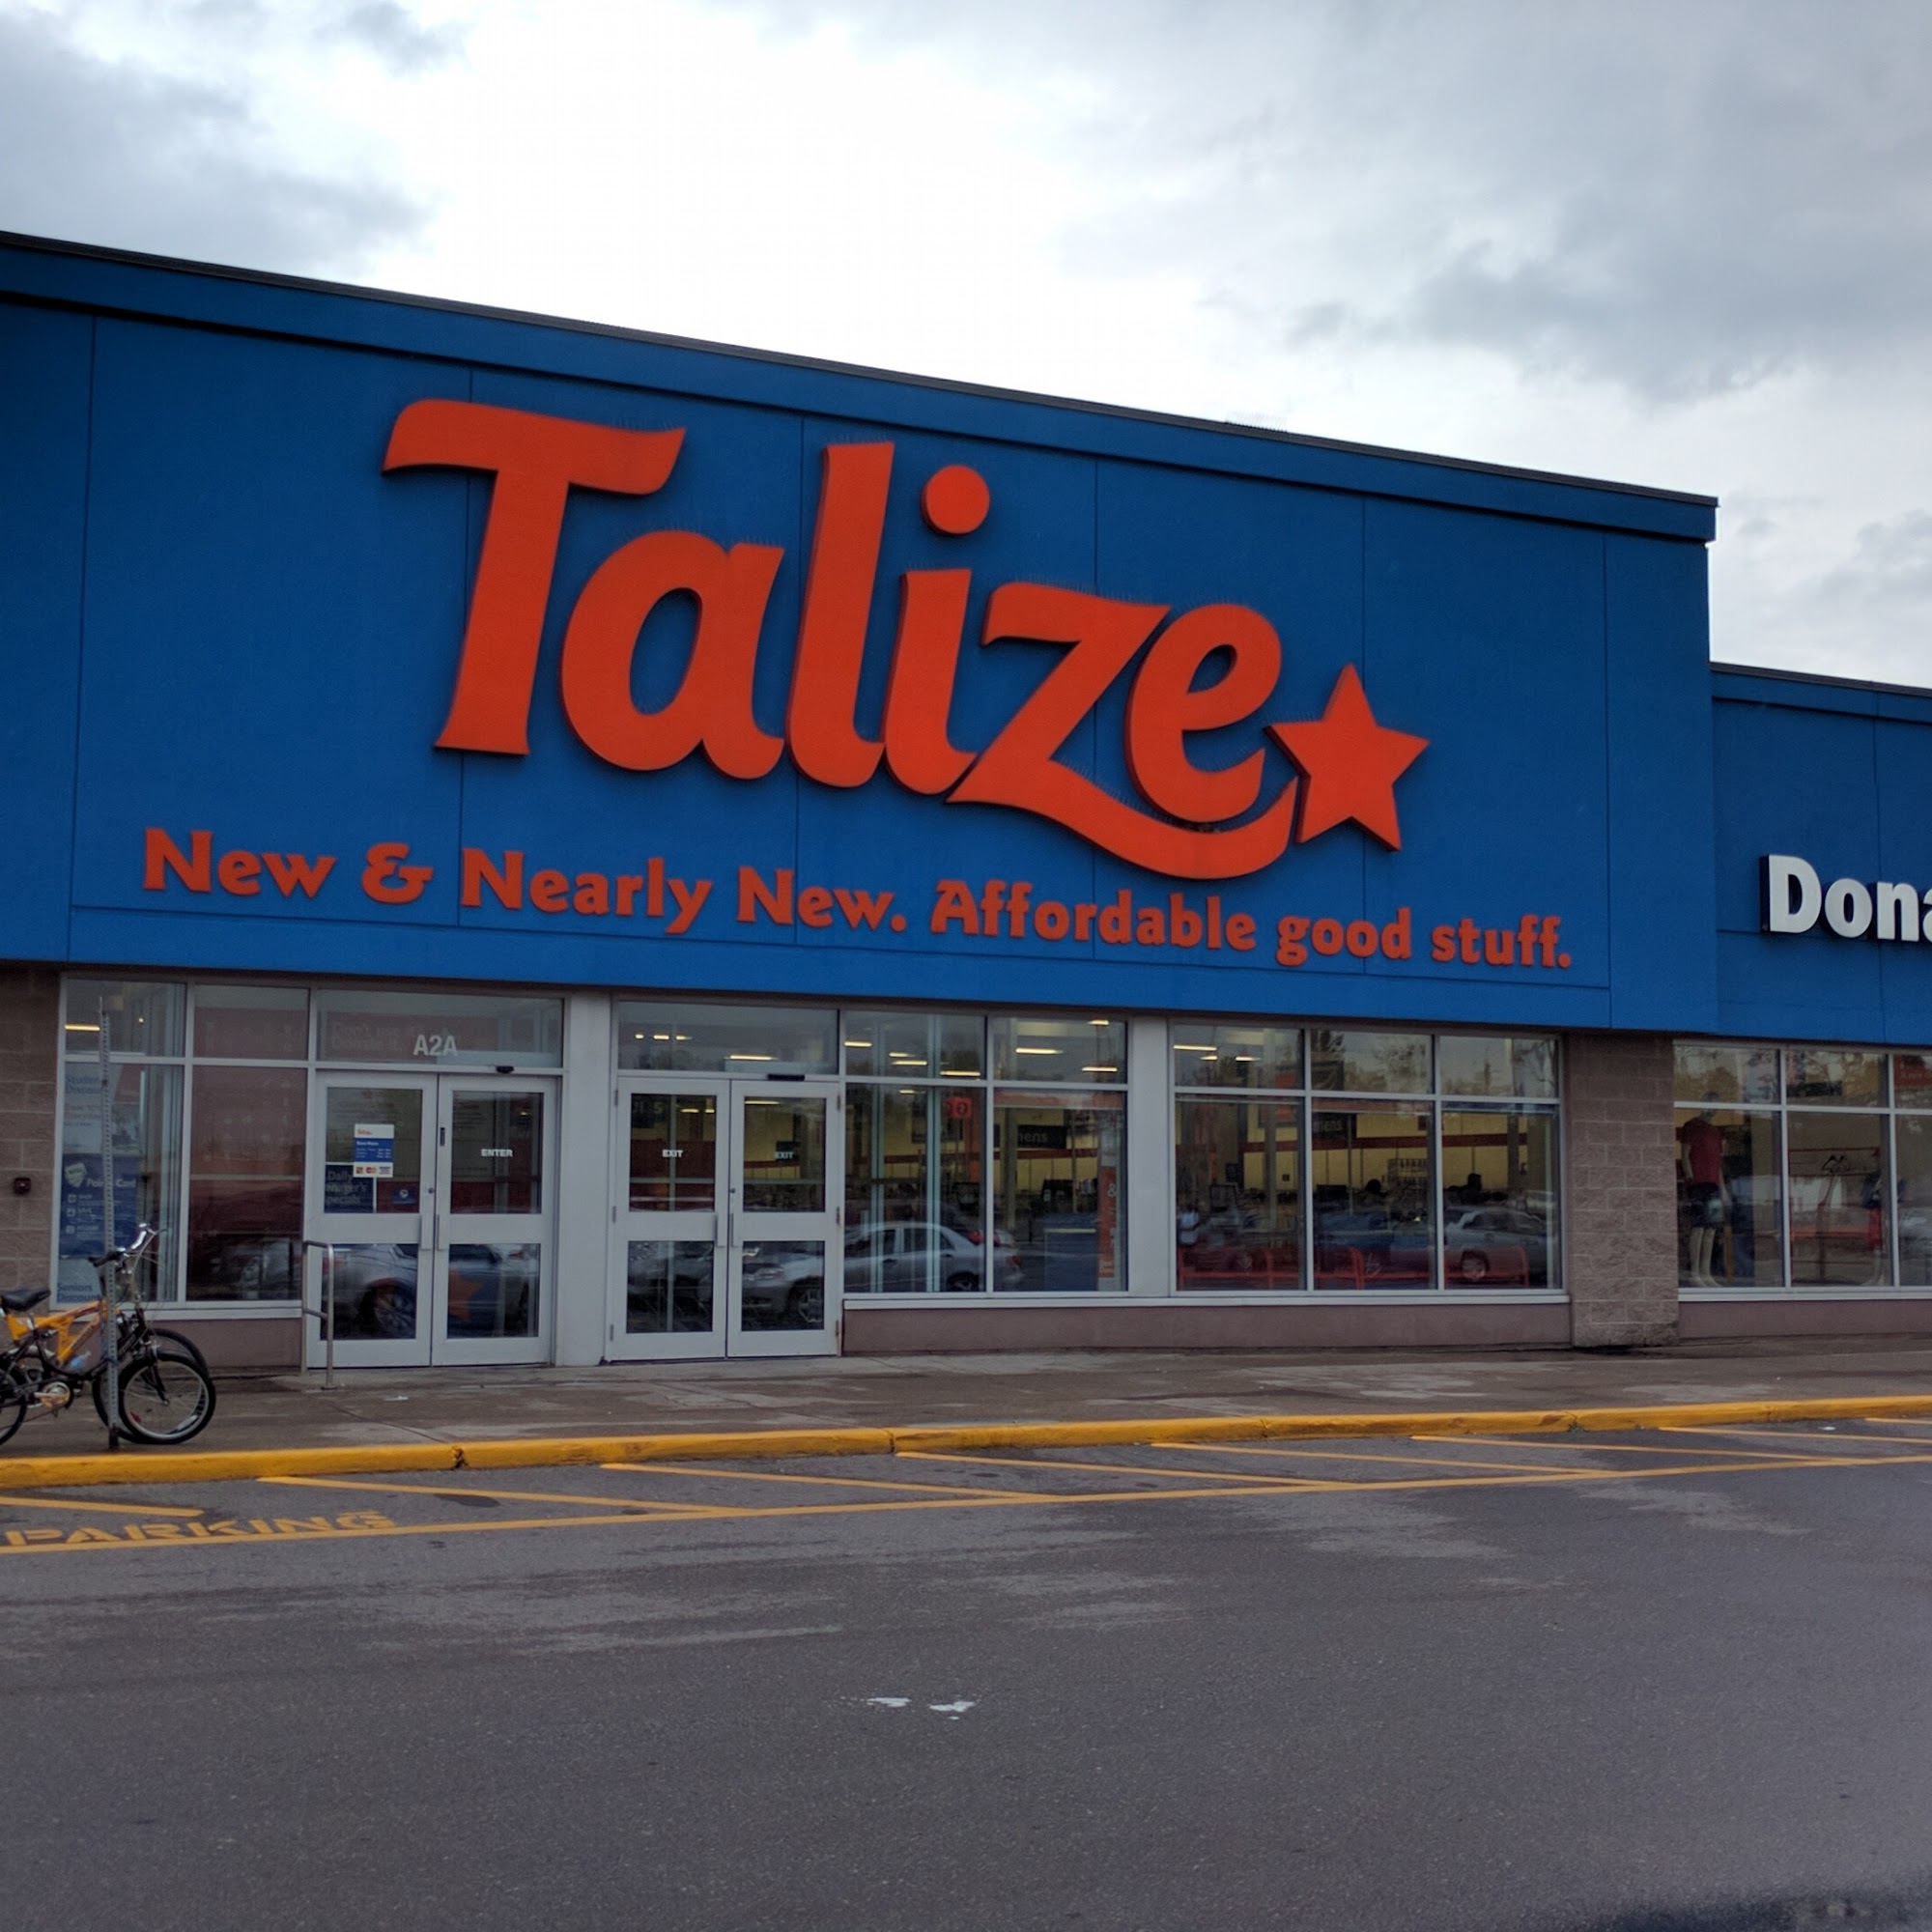 Talize
New & Nearly New. Affordable good stuff.
Dona
A2A
ENTER
EXIT
EXIT
PARKING